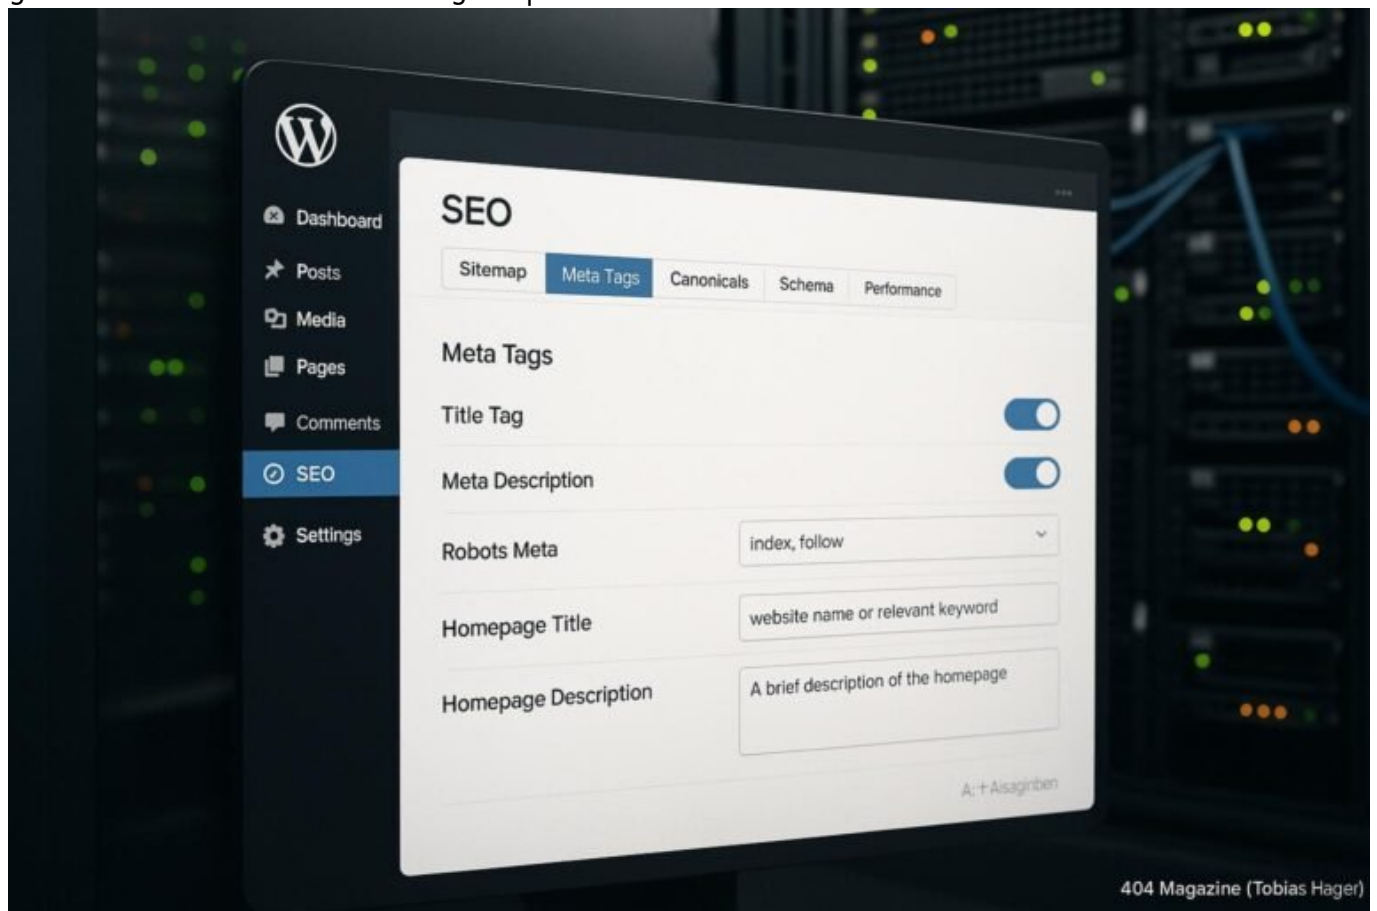 SEO
Sitemap Meta Tags Canonicals Schema Performance
Dashboard
Posts
Media
Pages
Comments
SEO
Settings
Meta Tags
Title Tag
Meta Description
Robots Meta index, follow
Homepage Title website name or relevant keyword
Homepage Description A brief description of the homepage
A: † Aisaginben
404 Magazine (Tobias Hager)